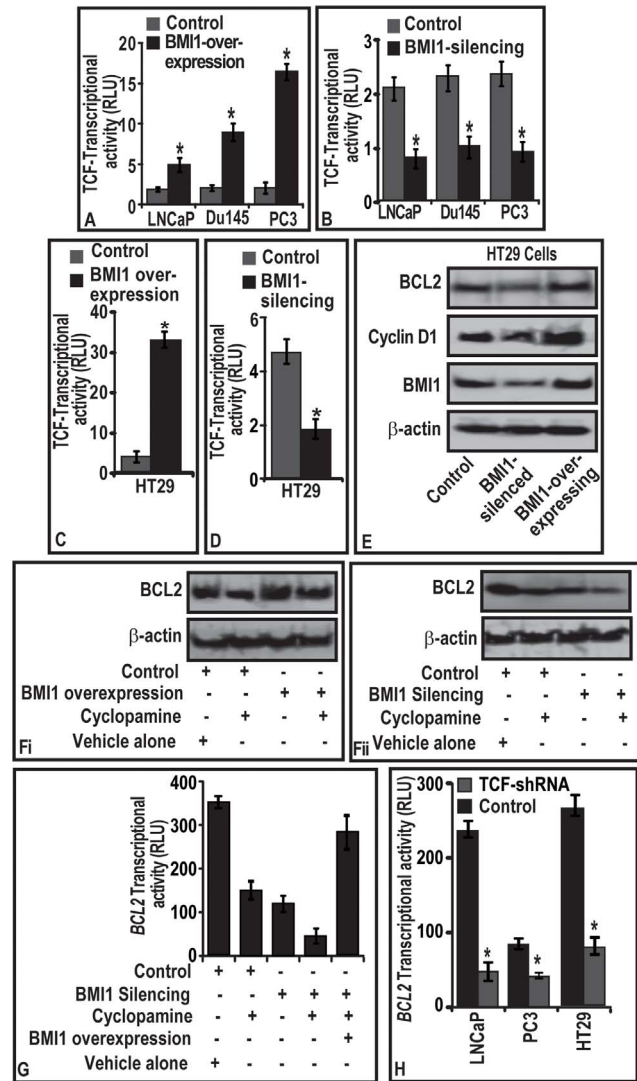 Control
BMI1-over-
expression
TCF-Transcriptional
activity (RLU)
20
15
10
5
0
*
*
*
LNCaP Du145 PC3
A
Control
BMI1-silencing
TCF-Transcriptional
activity (RLU)
3
2
1
0
*
*
*
LNCaP Du145 PC3
B
Control
BMI1 over-
expression
TCF-Transcriptional
activity (RLU)
40
30
20
10
0
*
HT29
C
Control
BMI1-
silencing
TCF-Transcriptional
activity (RLU)
6
4
2
0
*
HT29
D
HT29 Cells
BCL2
Cyclin D1
BMI1
β-actin
Control
BMI1-
silenced
BMI1-over-
expressing
E
BCL2
β-actin
Control + + - -
BMI1 overexpression - - + +
Cyclopamine - + - +
Vehicle alone + - - -
Fi
BCL2
β-actin
Control + + - -
BMI1 Silencing - - + +
Cyclopamine - + - +
Vehicle alone + - - -
Fii
BCL2 Transcriptional
activity (RLU)
400
300
200
100
0
Control + + - - -
BMI1 Silencing - - + + +
Cyclopamine - + - + +
BMI1 overexpression - - - - +
Vehicle alone + - - - -
G
TCF-shRNA
Control
BCL2 Transcriptional activity (RLU)
300
200
100
0
*
*
*
LNCaP
PC3
HT29
H